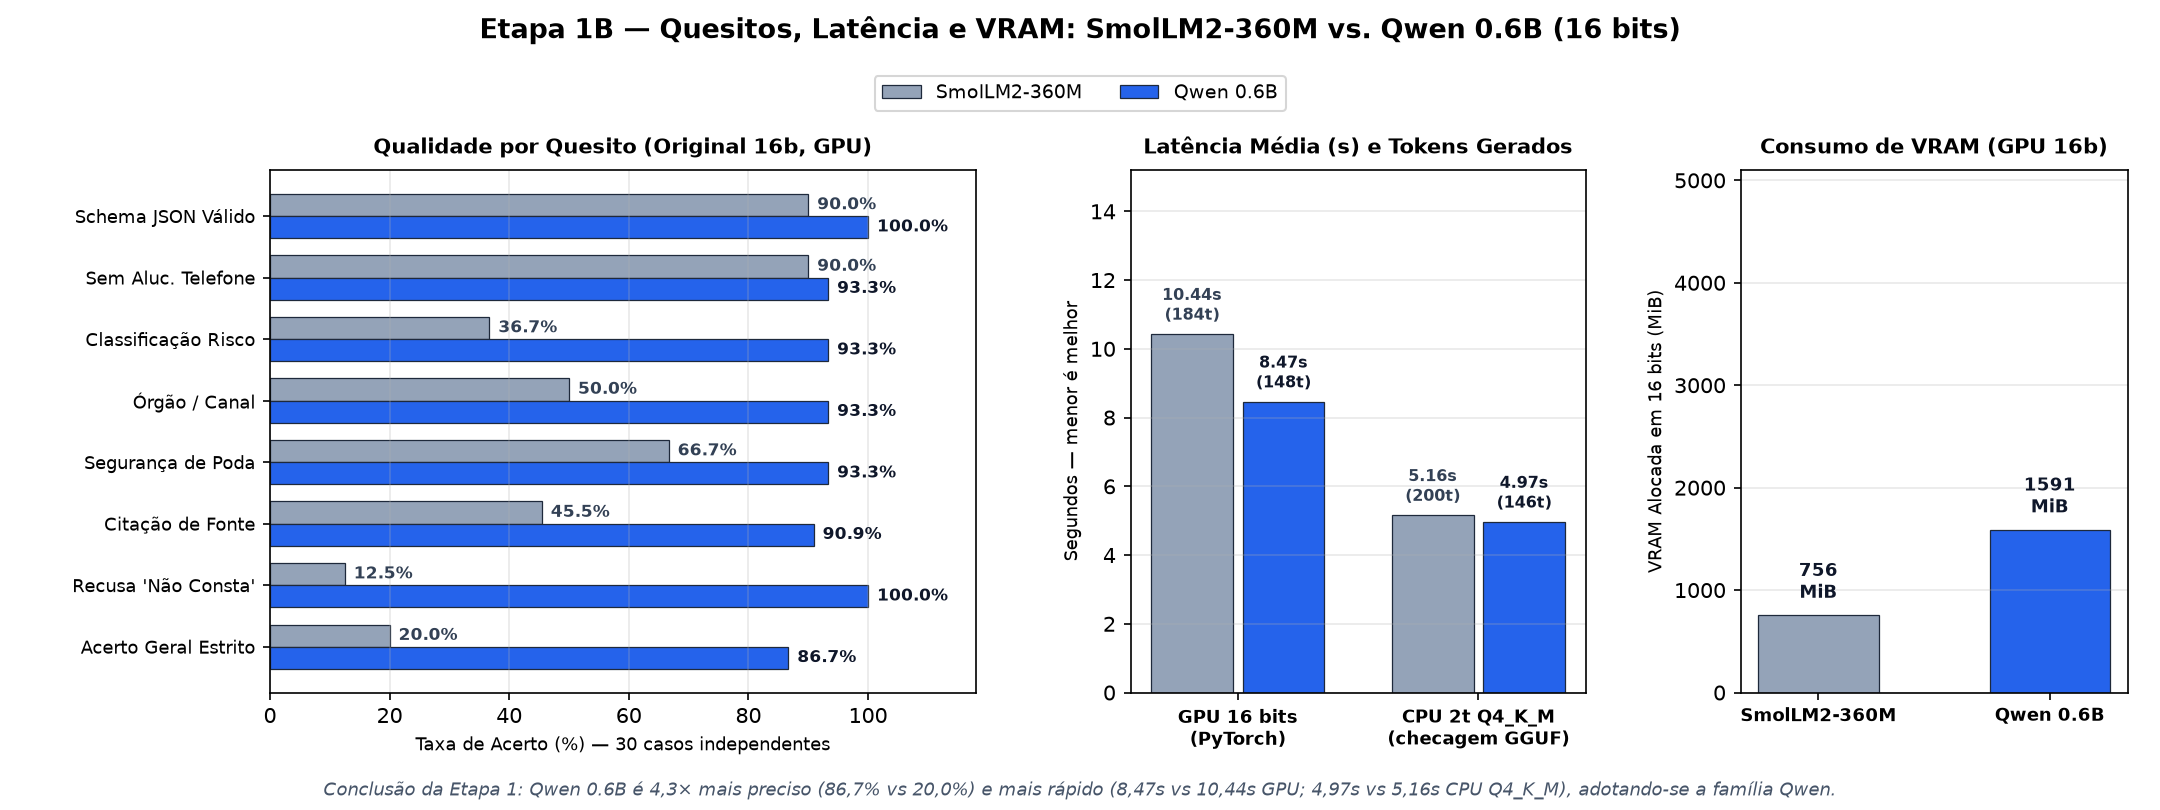 Etapa 1B — Quesitos, Latência e VRAM: SmolLM2-360M vs. Qwen 0.6B (16 bits)
SmolLM2-360M
Qwen 0.6B
Qualidade por Quesito (Original 16b, GPU)
Schema JSON Válido
90.0%
100.0%
Sem Aluc. Telefone
90.0%
93.3%
Classificação Risco
36.7%
93.3%
Órgão / Canal
50.0%
93.3%
Segurança de Poda
66.7%
93.3%
Citação de Fonte
45.5%
90.9%
Recusa 'Não Consta'
12.5%
100.0%
Acerto Geral Estrito
20.0%
86.7%
0
20
40
60
80
100
Taxa de Acerto (%) — 30 casos independentes
Latência Média (s) e Tokens Gerados
Segundos — menor é melhor
14
12
10
8
6
4
2
0
10.44s
(184t)
8.47s
(148t)
5.16s
(200t)
4.97s
(146t)
GPU 16 bits
(PyTorch)
CPU 2t Q4_K_M
(checagem GGUF)
Consumo de VRAM (GPU 16b)
VRAM Alocada em 16 bits (MiB)
5000
4000
3000
2000
1000
0
756
MiB
1591
MiB
SmolLM2-360M
Qwen 0.6B
Conclusão da Etapa 1: Qwen 0.6B é 4,3× mais preciso (86,7% vs 20,0%) e mais rápido (8,47s vs 10,44s GPU; 4,97s vs 5,16s CPU Q4_K_M), adotando-se a família Qwen.